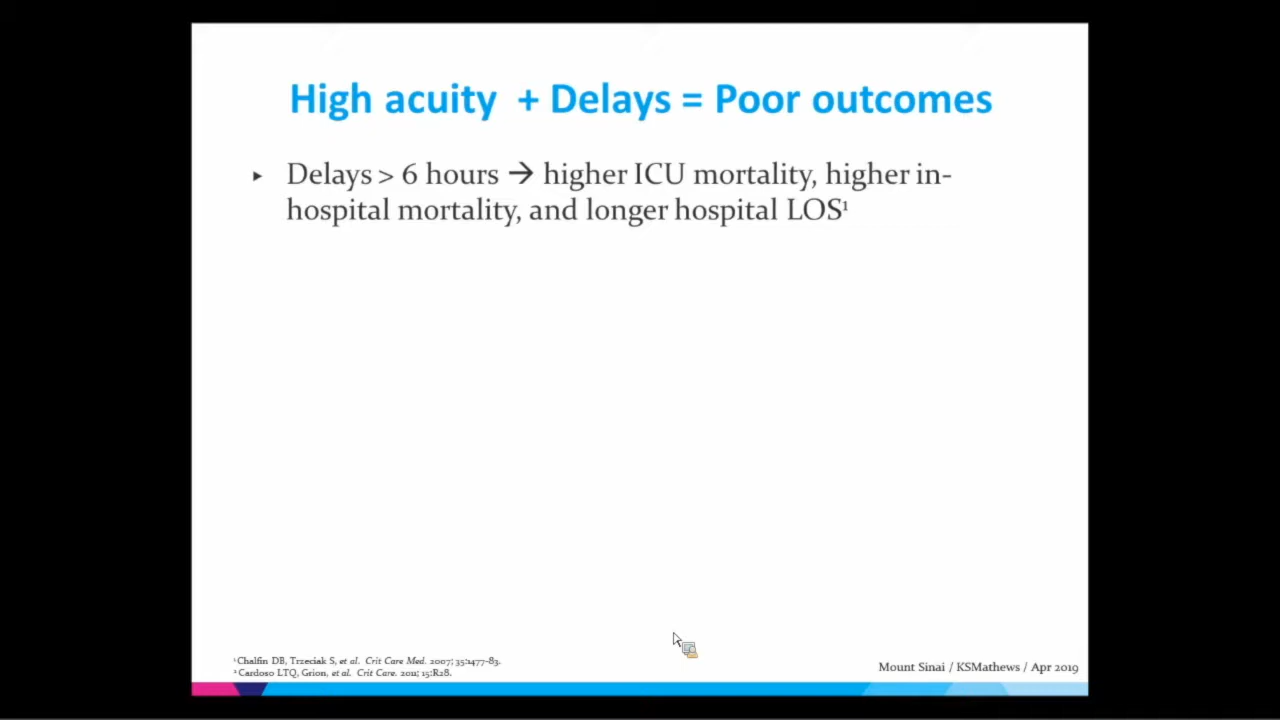 High acuity + Delays = Poor outcomes
▸ Delays > 6 hours → higher ICU mortality, higher in-
hospital mortality, and longer hospital LOS¹
¹ Chalfin DB, Trzeciak S, et al. Crit Care Med. 2007; 35:1477-83.
² Cardoso LTQ, Grion, et al. Crit Care. 2011; 15:R28.
Mount Sinai / KSMathews / Apr 2019